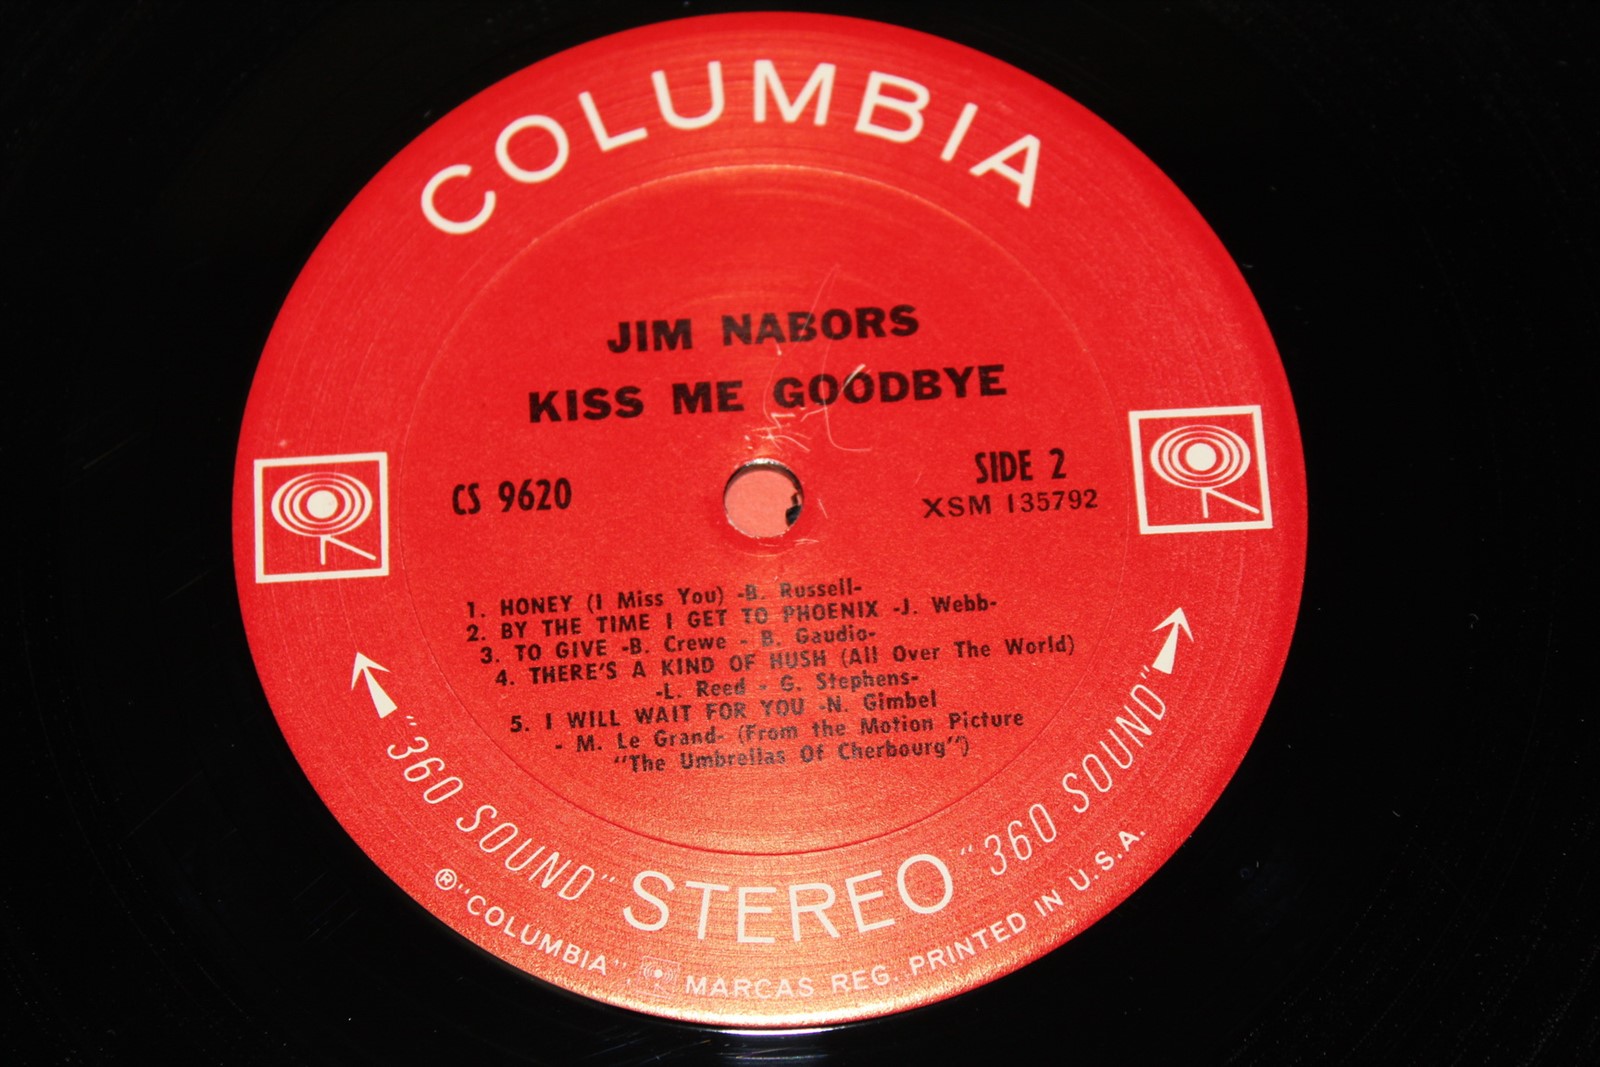 COLUMBIA
JIM NABORS
KISS ME GOODBYE
CS 9620
SIDE 2
XSM 135792
1. HONEY (I Miss You) -B. Russell-
2. BY THE TIME I GET TO PHOENIX -J. Webb-
3. TO GIVE -B. Crewe - B. Gaudio-
4. THERE'S A KIND OF HUSH (All Over The World)
-L. Reed - G. Stephens-
5. I WILL WAIT FOR YOU -N. Gimbel
- M. Le Grand- (From the Motion Picture
"The Umbrellas Of Cherbourg")
"360 SOUND" STEREO "360 SOUND"
® "COLUMBIA", MARCAS REG. PRINTED IN U.S.A.